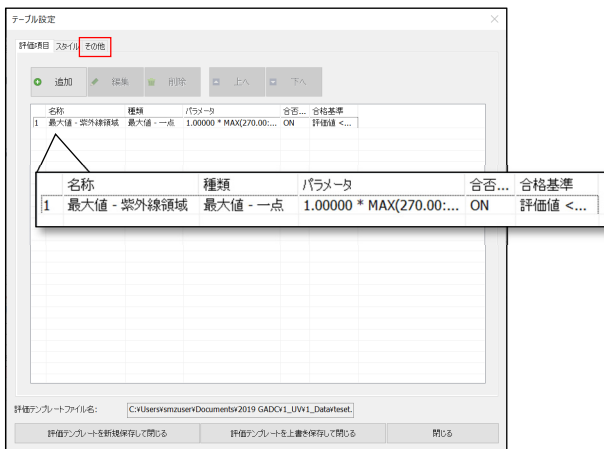 テーブル設定
評価項目 スタイル その他
追加 編集 削除 上へ 下へ
名称 種類 パラメータ 合否... 合格基準
1 最大値 - 紫外線領域 最大値 - 一点 1.00000 * MAX(270.00:... ON 評価値 <...
名称 種類 パラメータ 合否... 合格基準
1 最大値 - 紫外線領域 最大値 - 一点 1.00000 * MAX(270.00:... ON 評価値 <...
評価テンプレートファイル名: C:¥Users¥smzuser¥Documents¥2019 GADC¥1_UV¥1_Data¥teset.
評価テンプレートを新規保存して閉じる 評価テンプレートを上書き保存して閉じる 閉じる